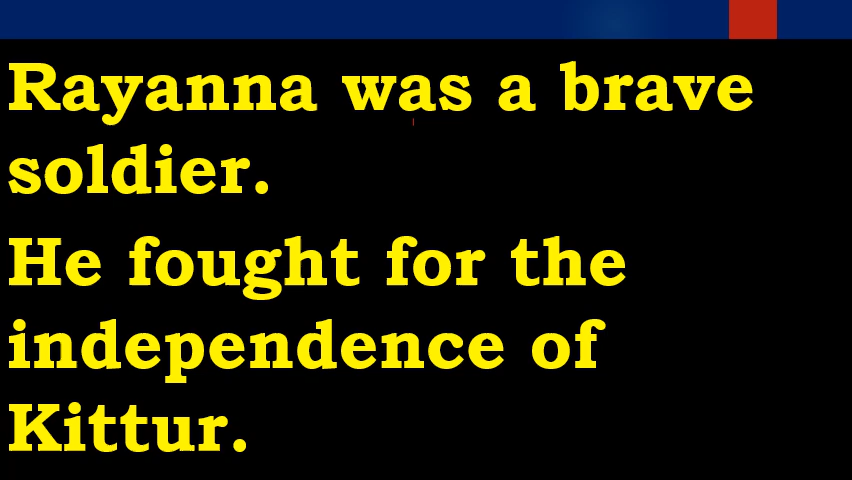 Rayanna was a brave
soldier.
He fought for the
independence of
Kittur.